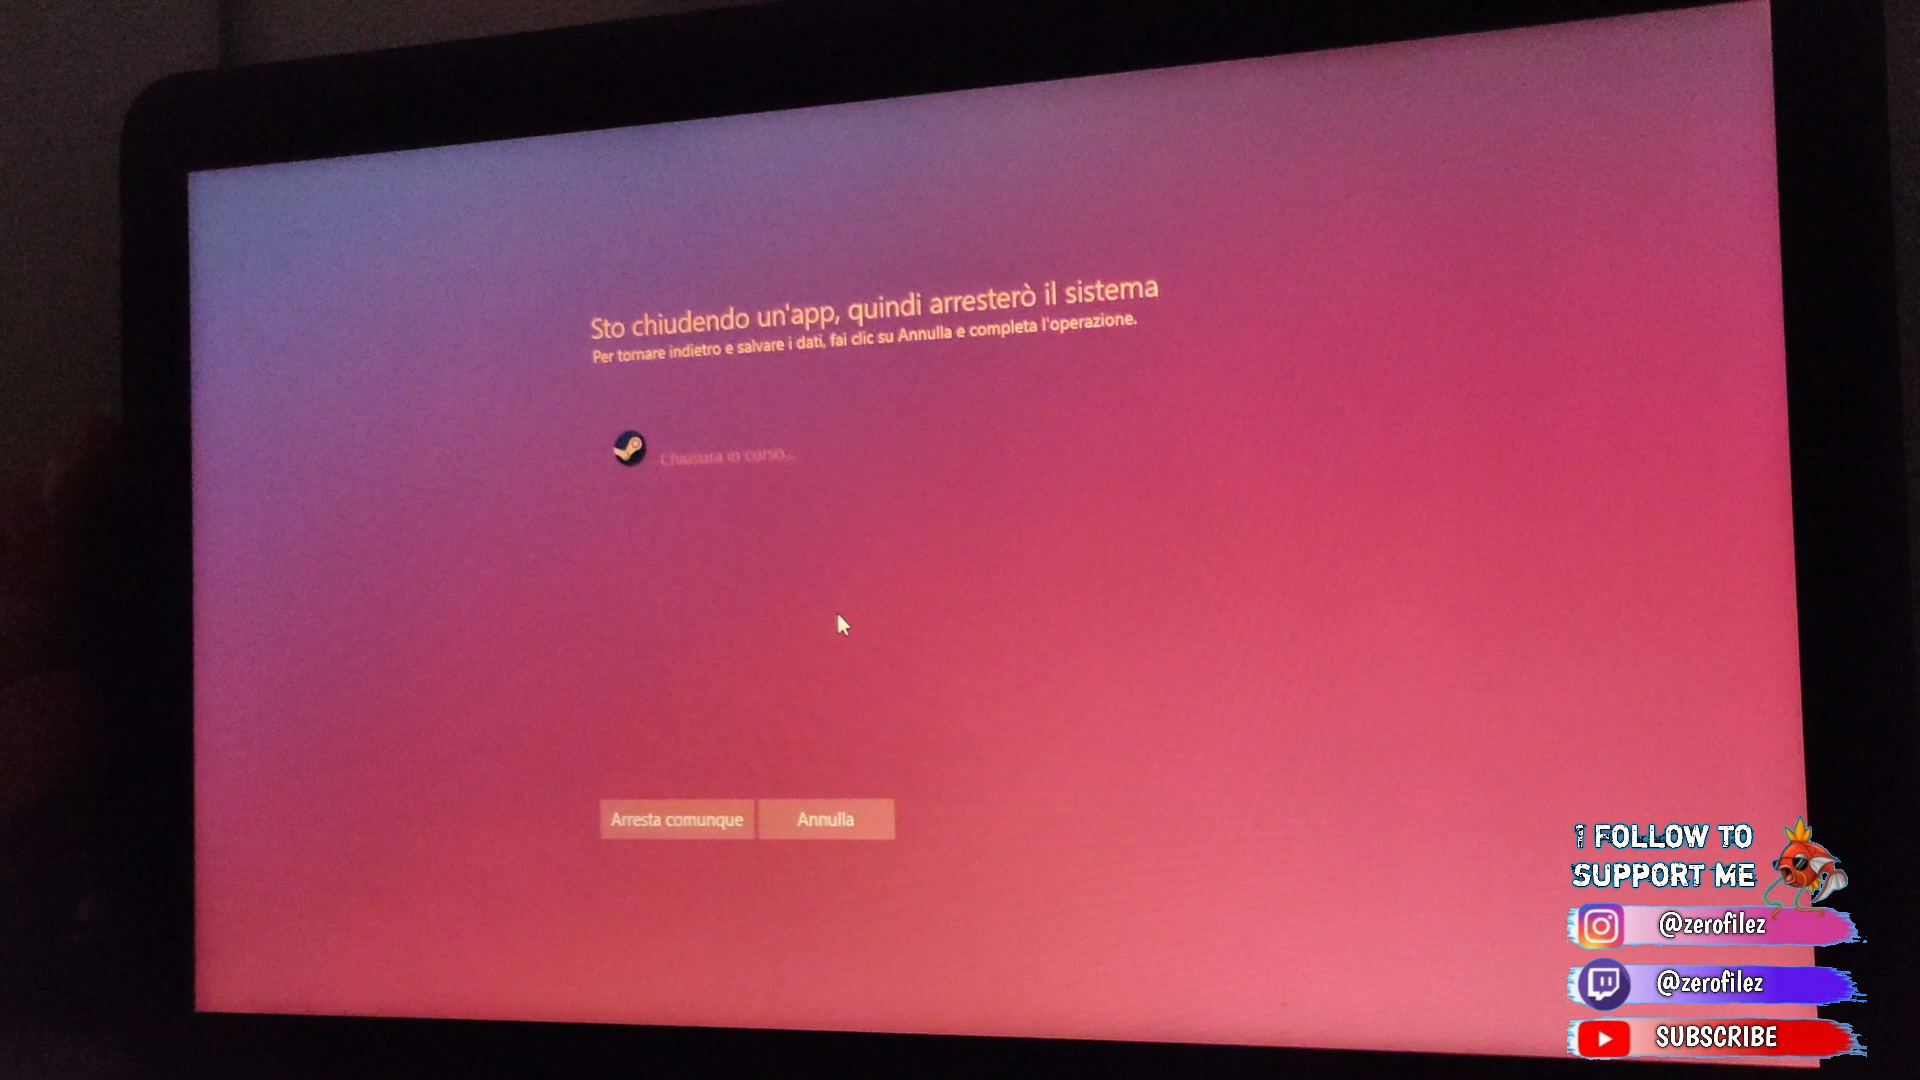 Sto chiudendo un'app, quindi arresterò il sistema
Per tornare indietro e salvare i dati, fai clic su Annulla e completa l'operazione.
Chiusura in corso...
Arresta comunque
Annulla
I FOLLOW TO
SUPPORT ME
@zerofilez
@zerofilez
SUBSCRIBE